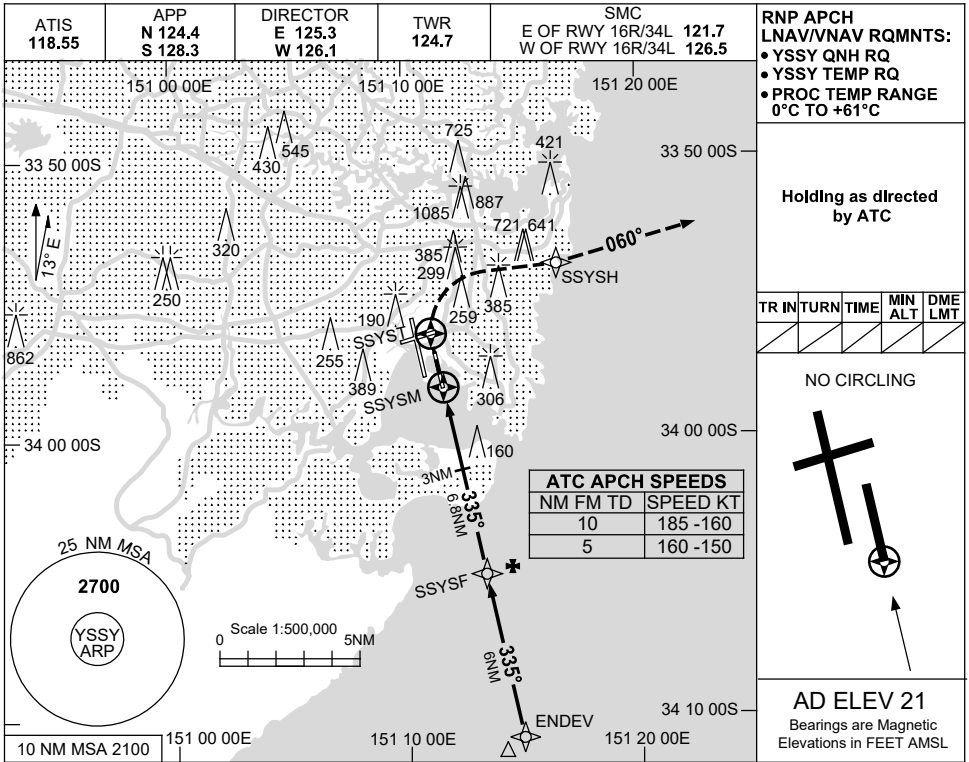 ATIS
118.55
APP
N 124.4
S 128.3
DIRECTOR
E 125.3
W 126.1
TWR
124.7
SMC
E OF RWY 16R/34L 121.7
W OF RWY 16R/34L 126.5
RNP APCH
LNAV/VNAV RQMNTS:
• YSSY QNH RQ
• YSSY TEMP RQ
• PROC TEMP RANGE
0°C TO +61°C
151 00 00E
151 10 00E
151 20 00E
33 50 00S
33 50 00S
545
430
725
421
887
1085
320
721 641
385
299
060°
SSYSH
13° E
250
385
259
190
SSYST
862
255
389
SSYSM
306
34 00 00S
34 00 00S
160
3NM
335°
6.8NM
ATC APCH SPEEDS
NM FM TD SPEED KT
10 185 -160
5 160 -150
25 NM MSA
2700
YSSY
ARP
SSYSF
0 Scale 1:500,000 5NM
335°
6NM
34 10 00S
ENDEV
10 NM MSA 2100
151 00 00E
151 10 00E
151 20 00E
Holding as directed
by ATC
TR IN TURN TIME MIN ALT DME LMT
NO CIRCLING
AD ELEV 21
Bearings are Magnetic
Elevations in FEET AMSL